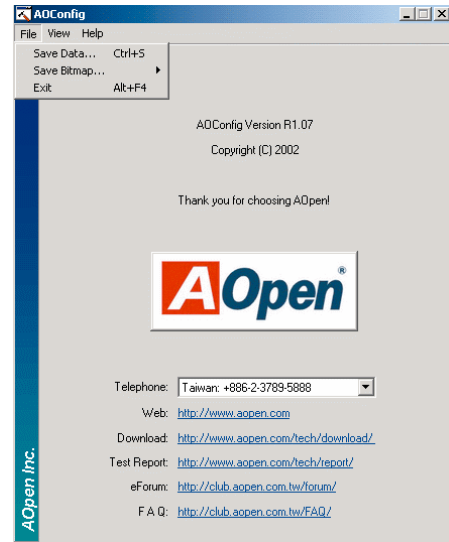 AOConfig
File View Help
Save Data... Ctrl+S
Save Bitmap...
Exit Alt+F4
AOConfig Version R1.07
Copyright (C) 2002
Thank you for choosing AOpen!
AOpen®
Telephone: Taiwan: +886-2-3789-5888
Web: http://www.aopen.com
Download: http://www.aopen.com/tech/download/
Test Report: http://www.aopen.com/tech/report/
eForum: http://club.aopen.com.tw/forum/
F A Q: http://club.aopen.com.tw/FAQ/
AOpen Inc.